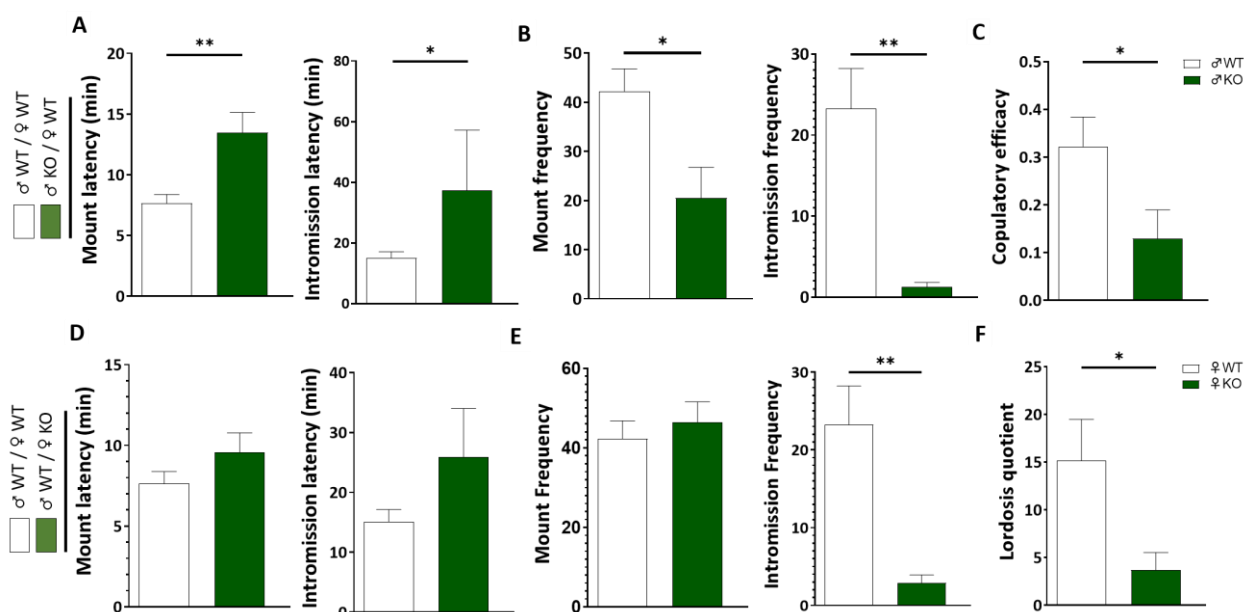 A
♂ WT / ♀ WT
♂ KO / ♀ WT
Mount latency (min)
20
15
10
5
0
**
Intromission latency (min)
80
60
40
20
0
*
B
Mount frequency
50
40
30
20
10
0
*
Intromission frequency
30
20
10
0
**
C
Copulatory efficacy
0.5
0.4
0.3
0.2
0.1
0.0
*
♂WT
♂KO
D
♂ WT / ♀ WT
♂ WT / ♀ KO
Mount latency (min)
15
10
5
0
Intromission latency (min)
40
30
20
10
0
E
Mount Frequency
60
40
20
0
Intromission Frequency
30
20
10
0
**
F
Lordosis quotient
25
20
15
10
5
0
*
♀WT
♀KO